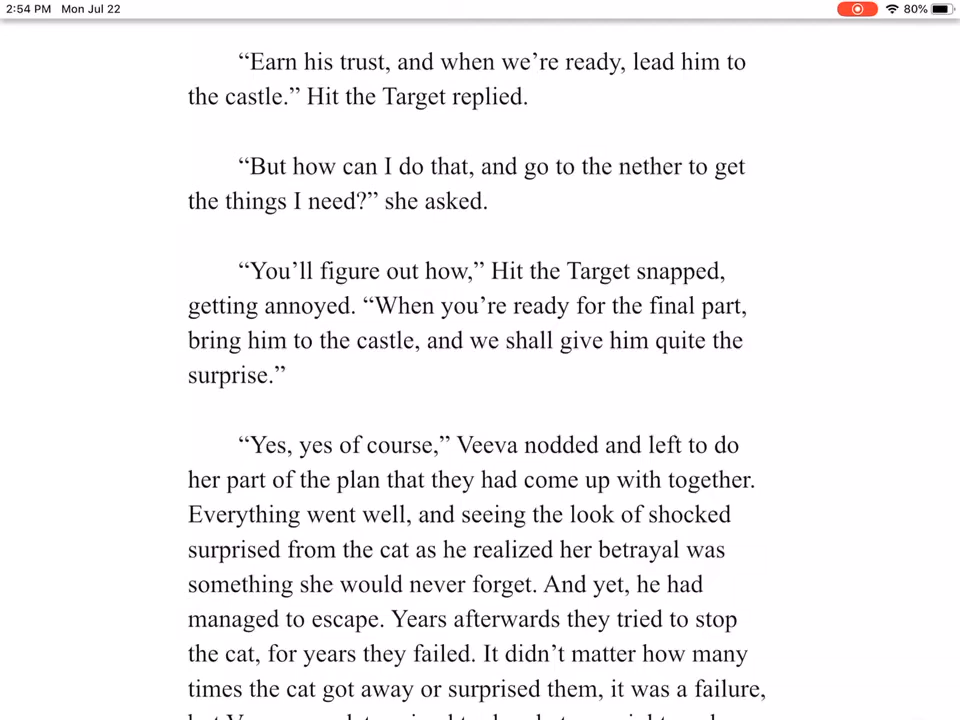 2:54 PM Mon Jul 22
80%
“Earn his trust, and when we’re ready, lead him to
the castle.” Hit the Target replied.
“But how can I do that, and go to the nether to get
the things I need?” she asked.
“You’ll figure out how,” Hit the Target snapped,
getting annoyed. “When you’re ready for the final part,
bring him to the castle, and we shall give him quite the
surprise.”
“Yes, yes of course,” Veeva nodded and left to do
her part of the plan that they had come up with together.
Everything went well, and seeing the look of shocked
surprised from the cat as he realized her betrayal was
something she would never forget. And yet, he had
managed to escape. Years afterwards they tried to stop
the cat, for years they failed. It didn’t matter how many
times the cat got away or surprised them, it was a failure,